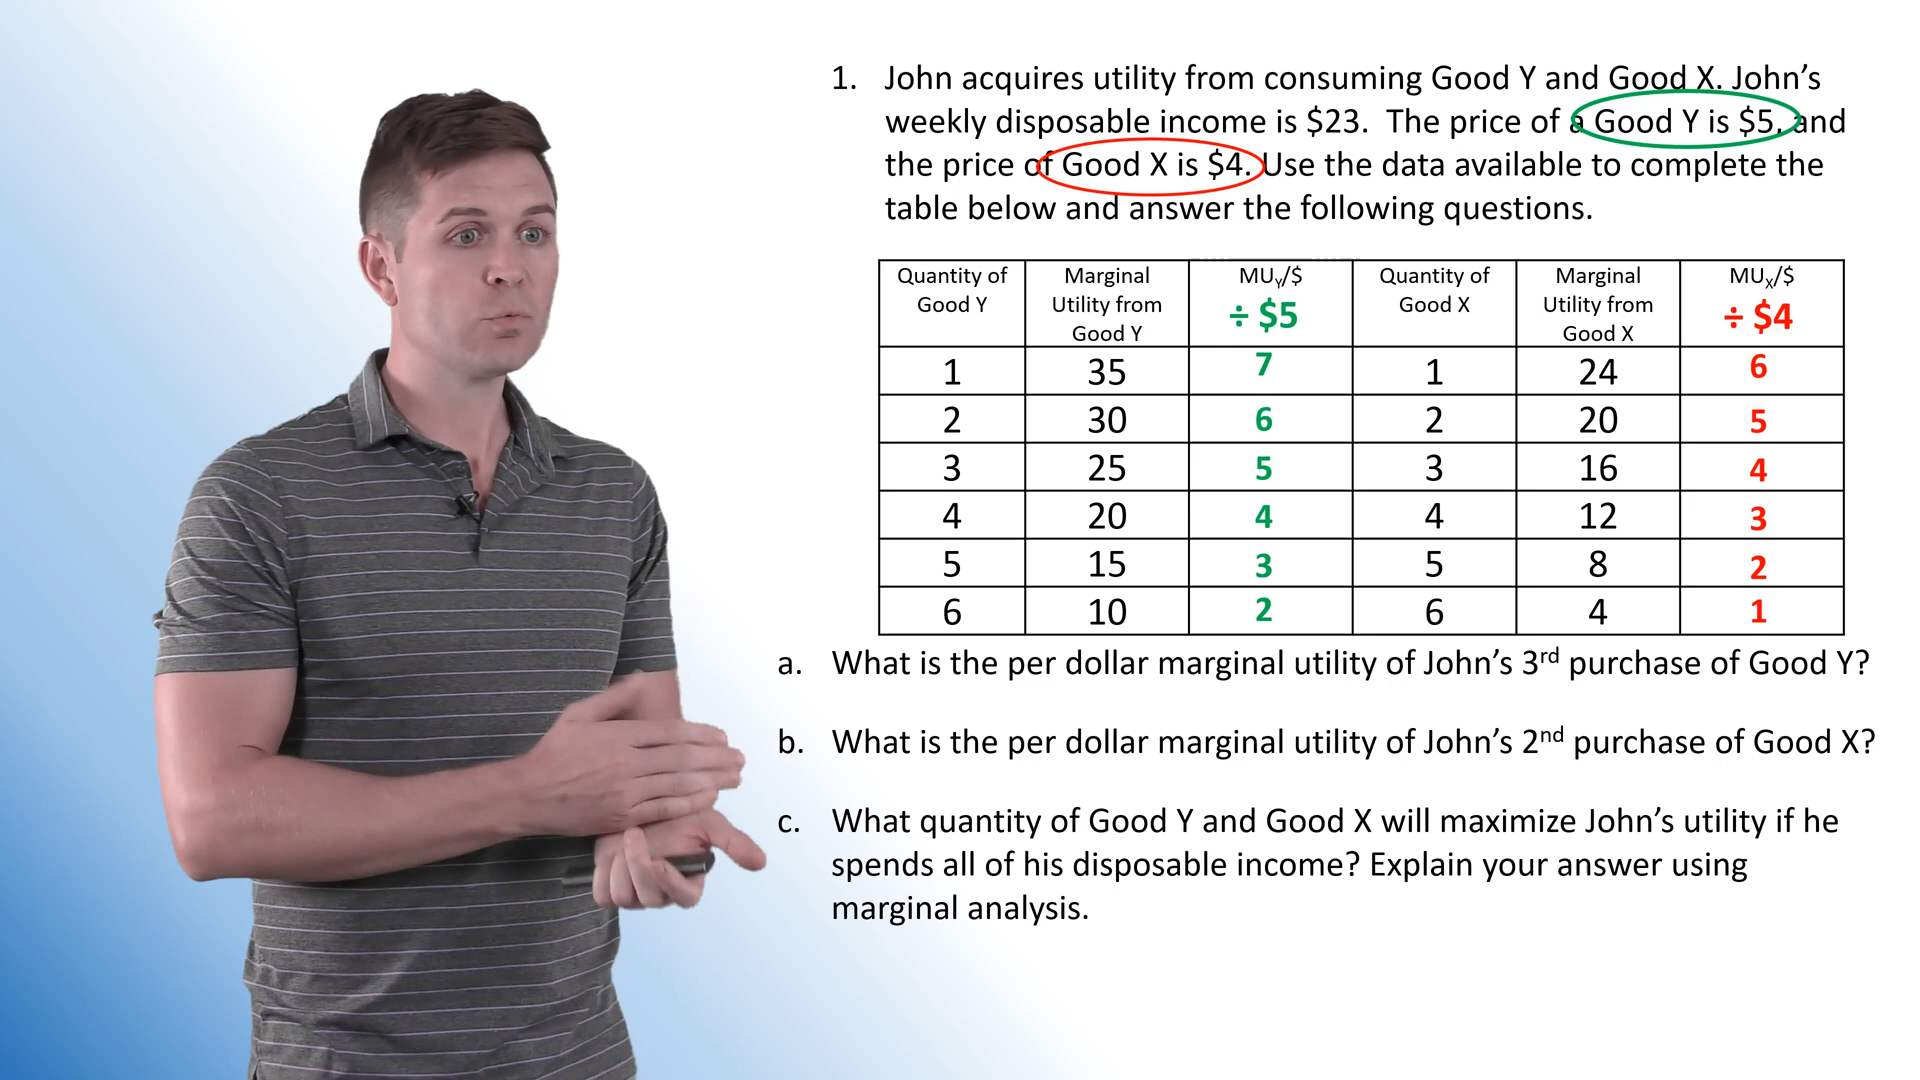 1. John acquires utility from consuming Good Y and Good X. John’s
weekly disposable income is $23. The price of a Good Y is $5, and
the price of Good X is $4. Use the data available to complete the
table below and answer the following questions.
Quantity of Good Y | Marginal Utility from Good Y | MUY/$ ÷ $5 | Quantity of Good X | Marginal Utility from Good X | MUX/$ ÷ $4
1 35 7 1 24 6
2 30 6 2 20 5
3 25 5 3 16 4
4 20 4 4 12 3
5 15 3 5 8 2
6 10 2 6 4 1
a. What is the per dollar marginal utility of John’s 3rd purchase of Good Y?
b. What is the per dollar marginal utility of John’s 2nd purchase of Good X?
c. What quantity of Good Y and Good X will maximize John’s utility if he
spends all of his disposable income? Explain your answer using
marginal analysis.